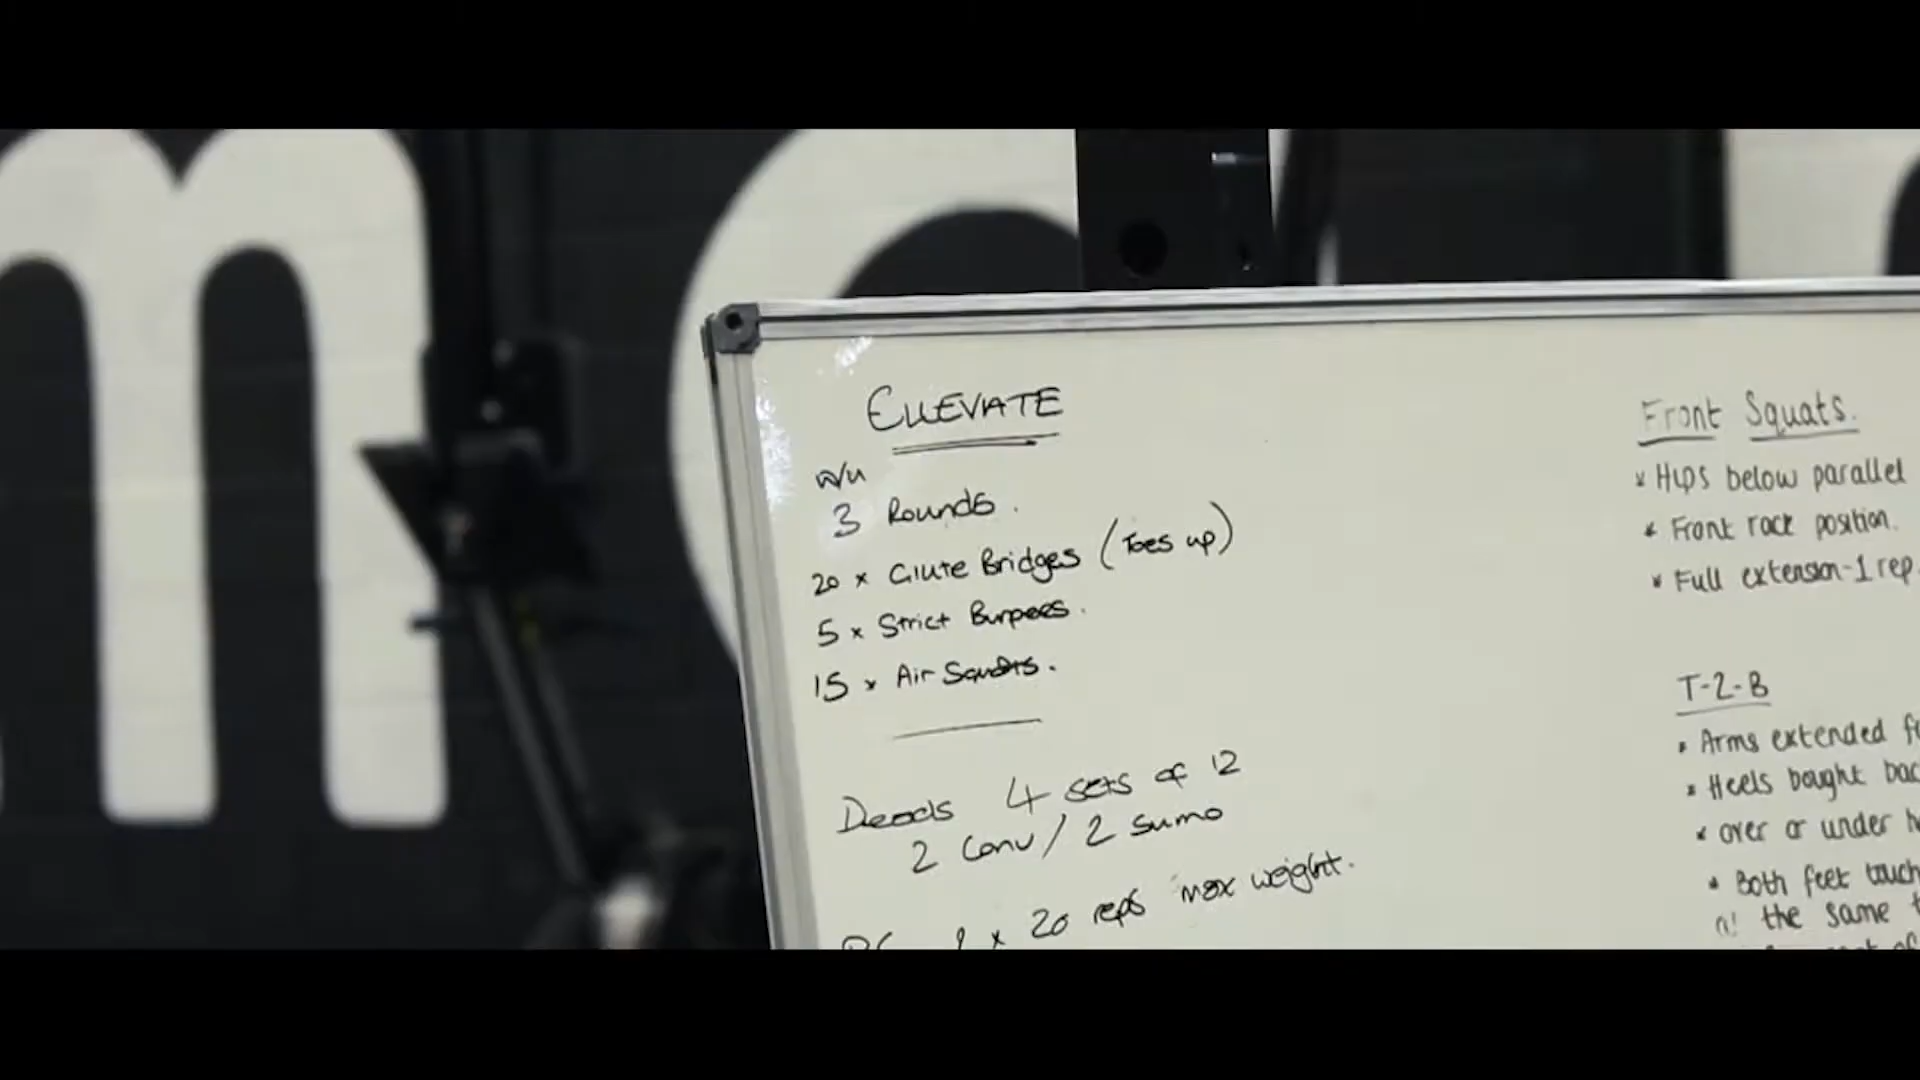 m
ELLEVATE
W/U
3 Rounds.
20 x Glute Bridges (Toes up)
5 x Strict Burpees.
15 x Air Squats.
Deads 4 sets of 12
2 Conv / 2 Sumo
x 20 reps max weight.
Front Squats.
* Hips below parallel
* Front rack position.
* Full extension-1 rep.
T-2-B
* Arms extended
* Heels bought
* over or under
* Both feet touch
the same